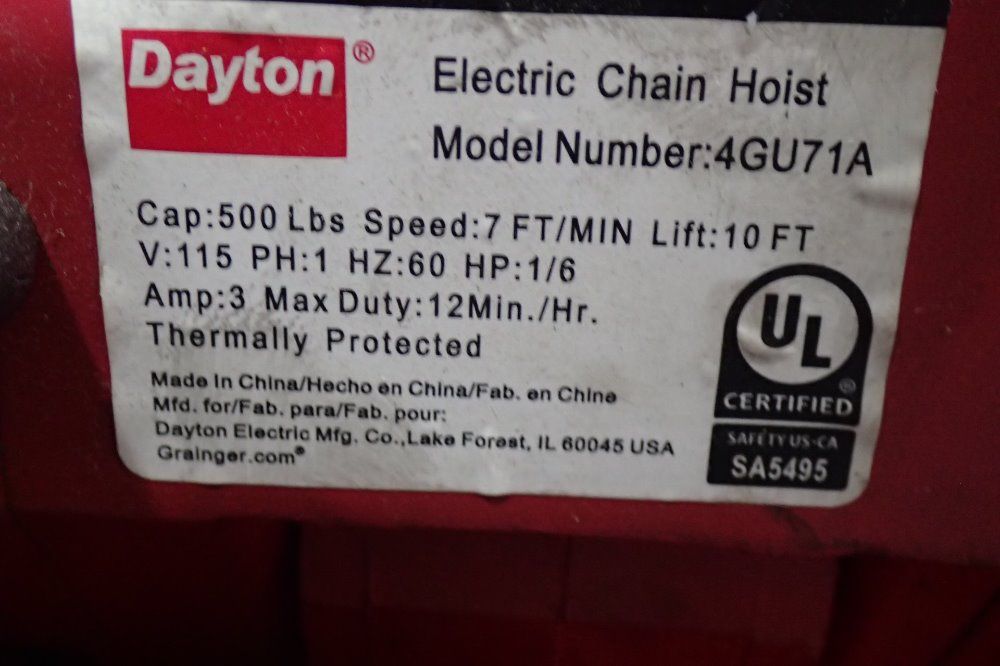 Dayton®
Electric Chain Hoist
Model Number:4GU71A
Cap:500 Lbs Speed:7 FT/MIN Lift:10 FT
V:115 PH:1 HZ:60 HP:1/6
Amp:3 Max Duty:12Min./Hr.
Thermally Protected
Made In China/Hecho en China/Fab. en Chine
Mfd. for/Fab. para/Fab. pour:
Dayton Electric Mfg. Co.,Lake Forest, IL 60045 USA
Grainger.com®
UL®
CERTIFIED
SAFETY US-CA
SA5495